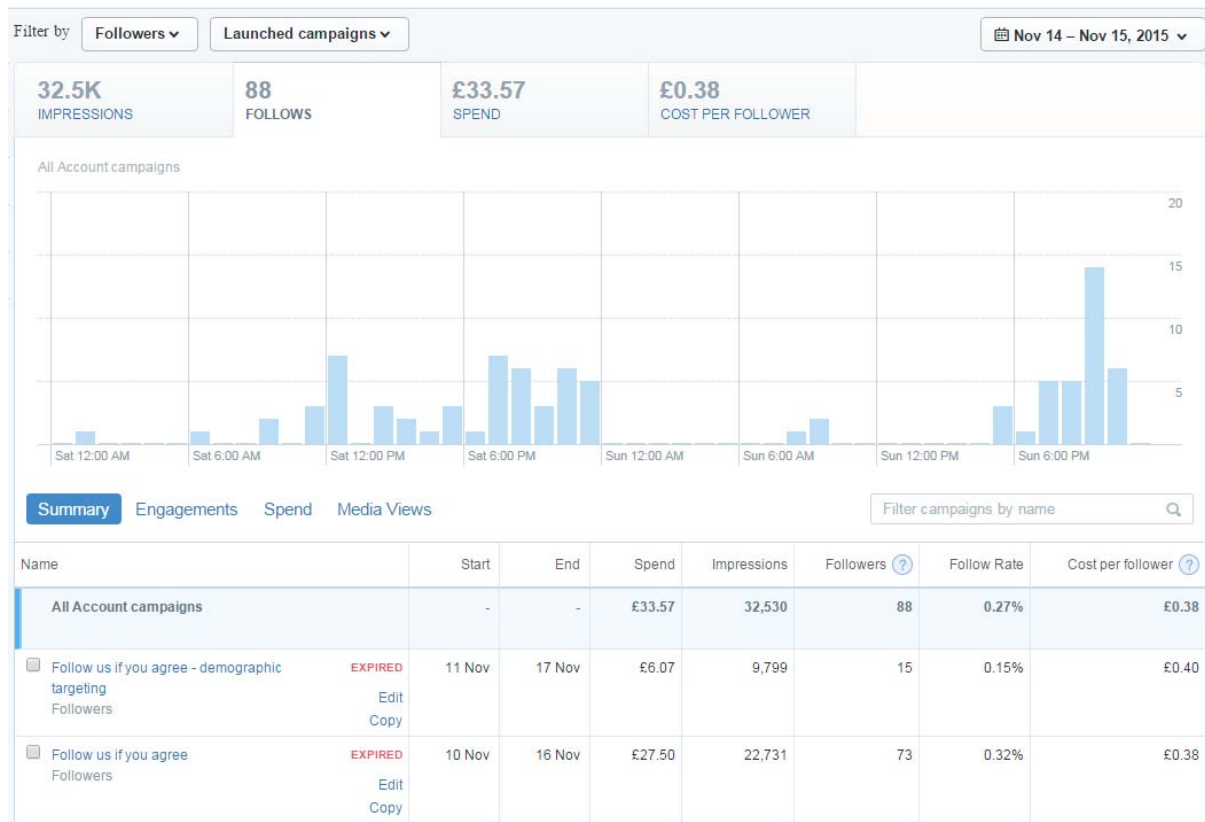 Filter by Followers Launched campaigns Nov 14 – Nov 15, 2015
32.5K 88 £33.57 £0.38
IMPRESSIONS FOLLOWS SPEND COST PER FOLLOWER
All Account campaigns
20
15
10
5
Sat 12:00 AM Sat 6:00 AM Sat 12:00 PM Sat 6:00 PM Sun 12:00 AM Sun 6:00 AM Sun 12:00 PM Sun 6:00 PM
Summary Engagements Spend Media Views Filter campaigns by name
Name Start End Spend Impressions Followers ? Follow Rate Cost per follower ?
All Account campaigns - - £33.57 32,530 88 0.27% £0.38
Follow us if you agree - demographic EXPIRED 11 Nov 17 Nov £6.07 9,799 15 0.15% £0.40
targeting
Edit
Followers
Copy
Follow us if you agree EXPIRED 10 Nov 16 Nov £27.50 22,731 73 0.32% £0.38
Followers
Edit
Copy